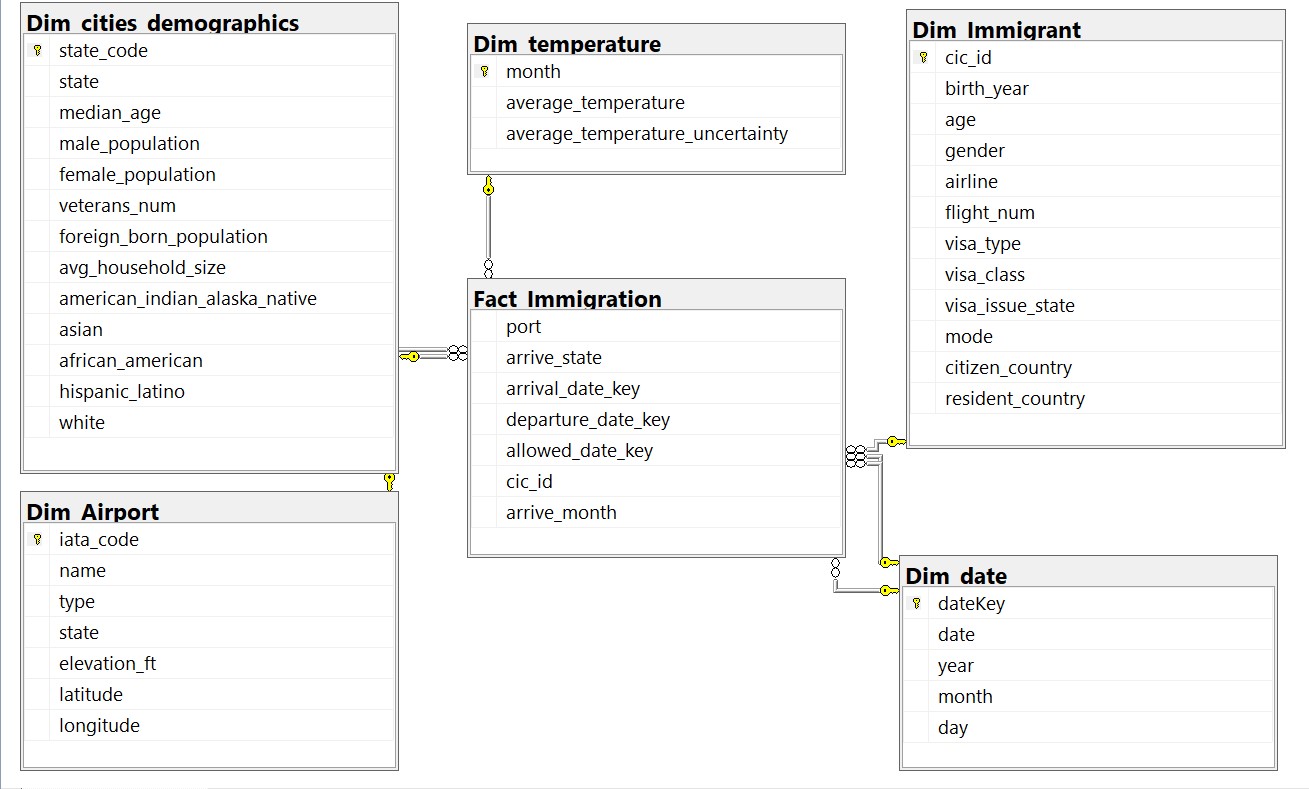 Dim_cities_demographics
state_code
state
median_age
male_population
female_population
veterans_num
foreign_born_population
avg_household_size
american_indian_alaska_native
asian
african_american
hispanic_latino
white
Dim_Airport
iata_code
name
type
state
elevation_ft
latitude
longitude
Dim_temperature
month
average_temperature
average_temperature_uncertainty
Fact_Immigration
port
arrive_state
arrival_date_key
departure_date_key
allowed_date_key
cic_id
arrive_month
Dim_Immigrant
cic_id
birth_year
age
gender
airline
flight_num
visa_type
visa_class
visa_issue_state
mode
citizen_country
resident_country
Dim_date
dateKey
date
year
month
day